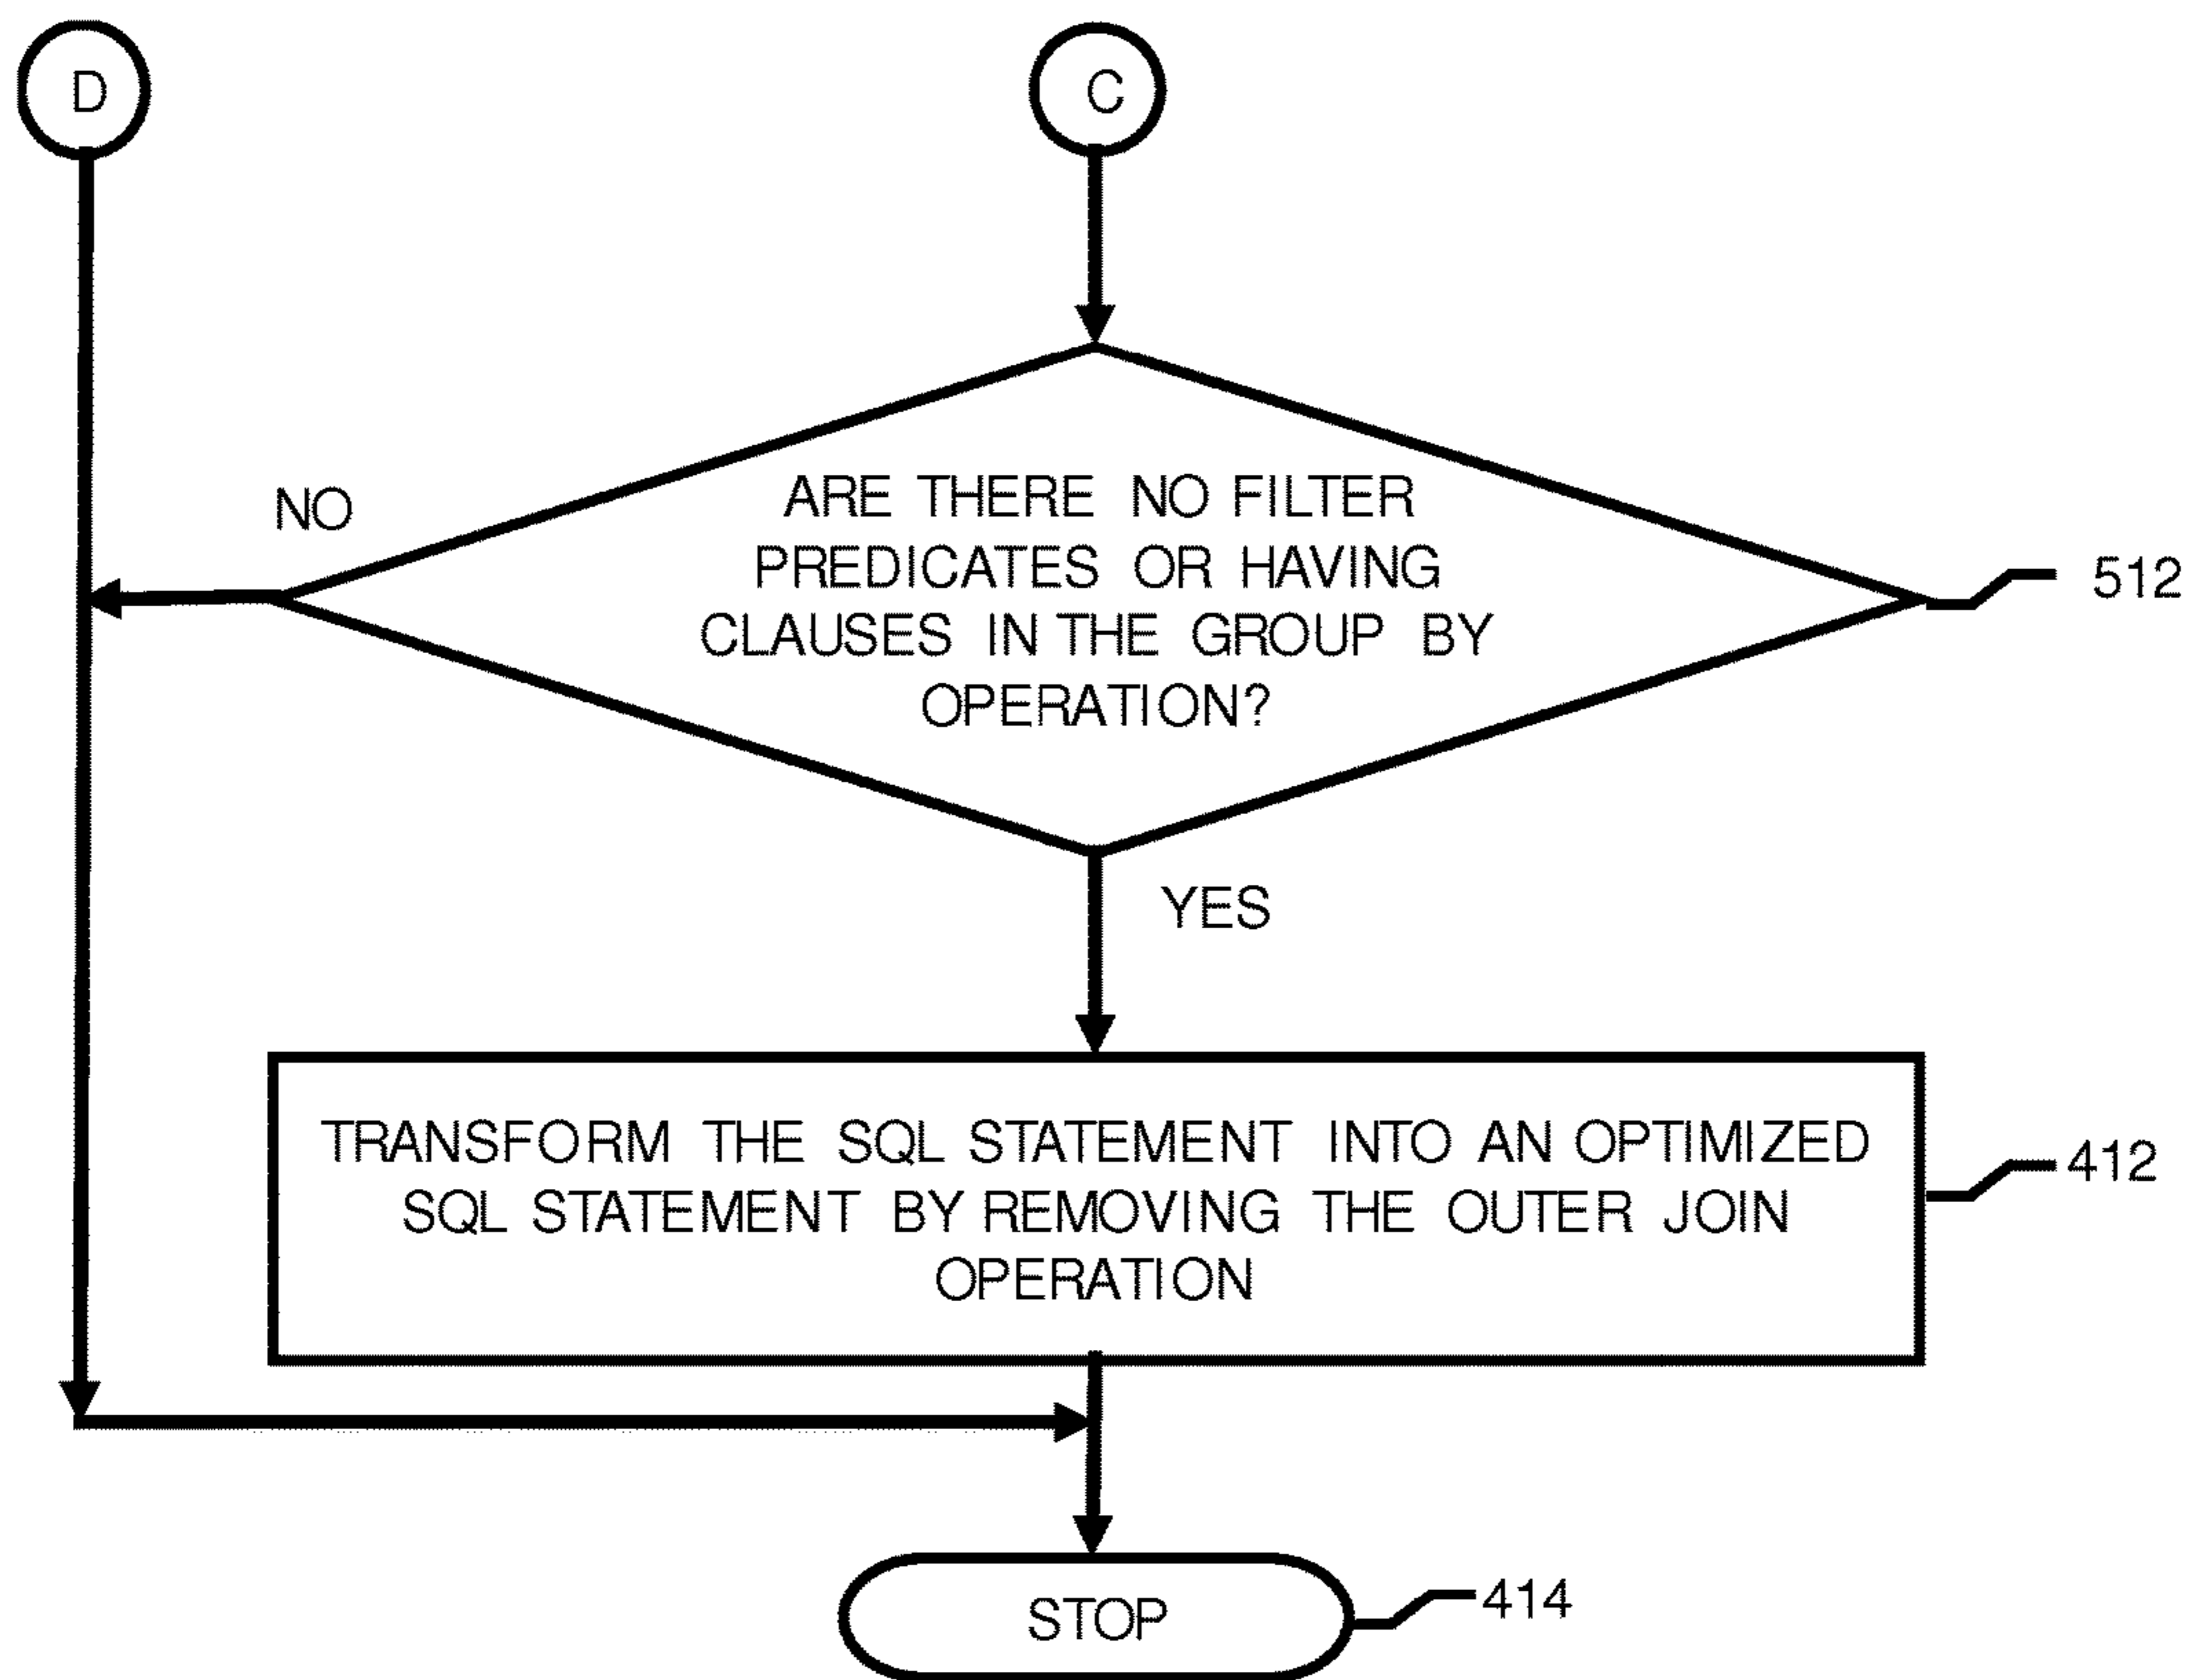 D
C
NO
ARE THERE NO FILTER
PREDICATES OR HAVING
CLAUSES IN THE GROUP BY
OPERATION?
512
YES
TRANSFORM THE SQL STATEMENT INTO AN OPTIMIZED
SQL STATEMENT BY REMOVING THE OUTER JOIN
OPERATION
412
STOP
414